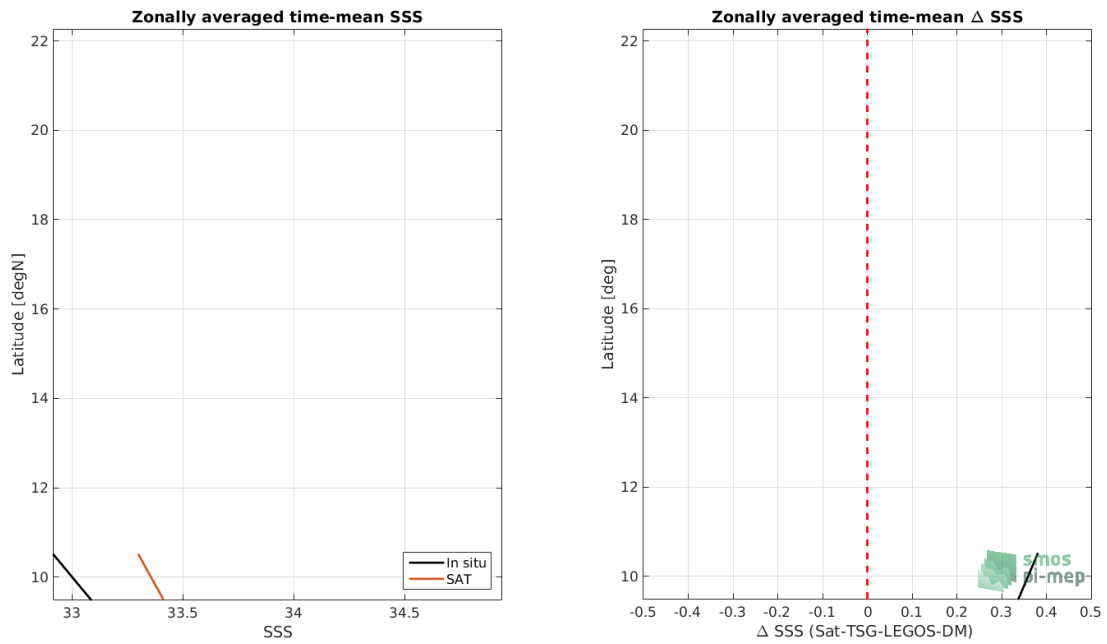 Zonally averaged time-mean SSS
22
20
18
16
14
12
10
Latitude [degN]
33 33.5 34 34.5
SSS
In situ
SAT
Zonally averaged time-mean Δ SSS
22
20
18
16
14
12
10
Latitude [deg]
-0.5 -0.4 -0.3 -0.2 -0.1 0 0.1 0.2 0.3 0.4 0.5
Δ SSS (Sat-TSG-LEGOS-DM)
smos
pi-mep